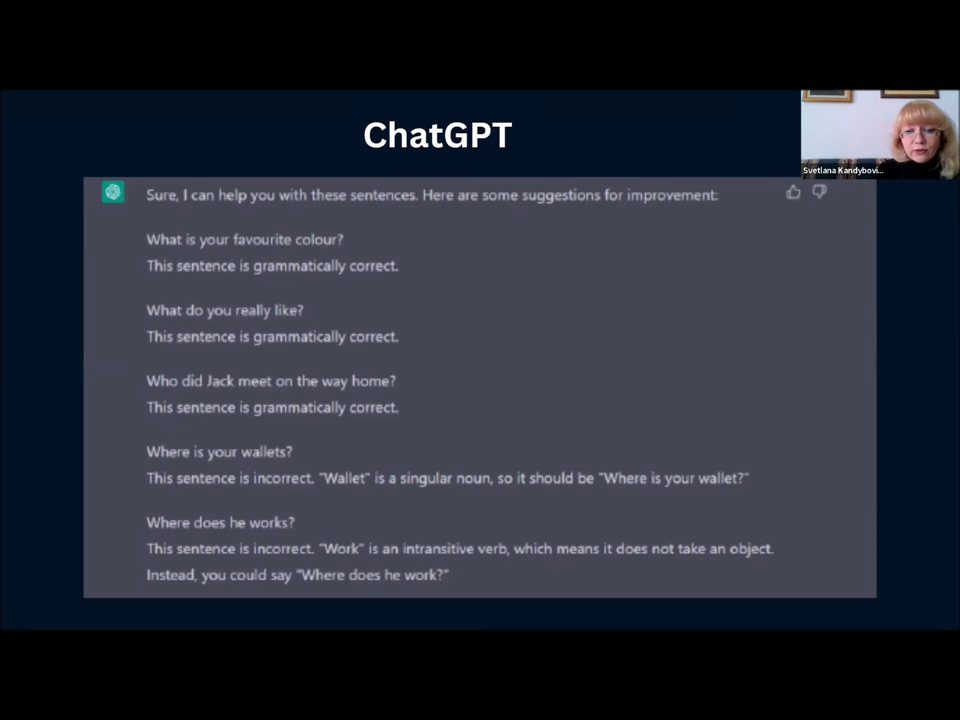 ChatGPT
Svetlana Kandybovi...
Sure, I can help you with these sentences. Here are some suggestions for improvement:
What is your favourite colour?
This sentence is grammatically correct.
What do you really like?
This sentence is grammatically correct.
Who did Jack meet on the way home?
This sentence is grammatically correct.
Where is your wallets?
This sentence is incorrect. "Wallet" is a singular noun, so it should be "Where is your wallet?"
Where does he works?
This sentence is incorrect. "Work" is an intransitive verb, which means it does not take an object.
Instead, you could say "Where does he work?"